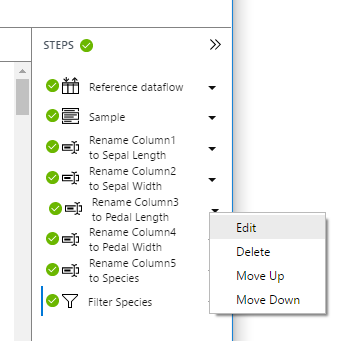 STEPS
Reference dataflow
Sample
Rename Column1
to Sepal Length
Rename Column2
to Sepal Width
Rename Column3
to Pedal Length
Rename Column4
to Pedal Width
Rename Column5
to Species
Filter Species
Edit
Delete
Move Up
Move Down